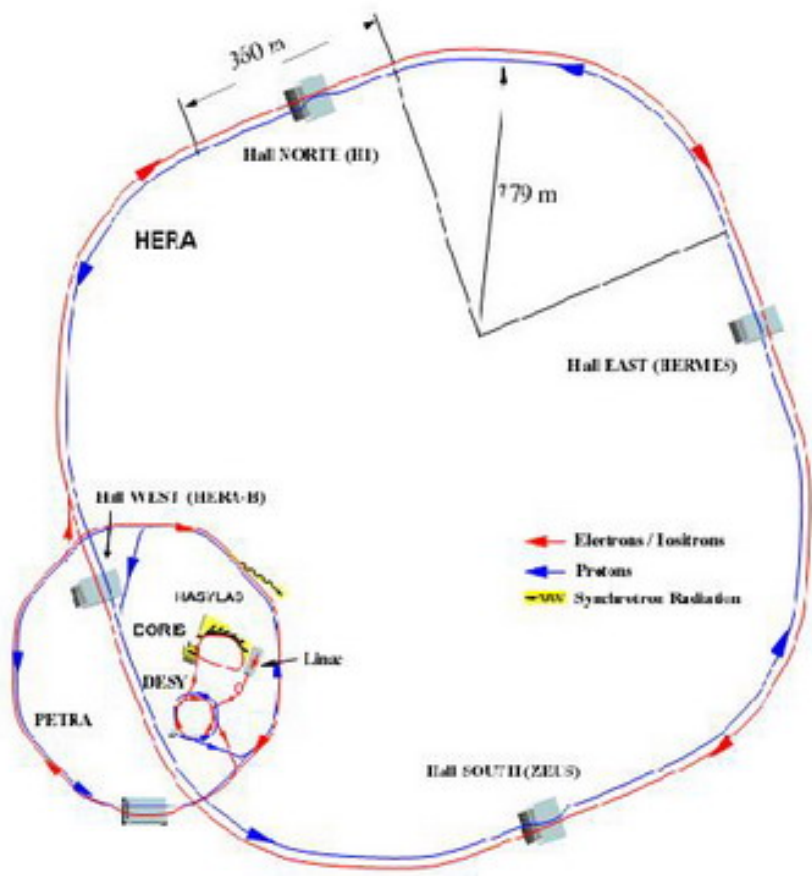 360 m
Hall NORTE (H1)
779 m
HERA
Hall EAST (HERMES)
Hall WEST (HERA-B)
Elertrons / Iositrons
Protons
Synchrotron Radiation
HASYLAB
DORIS
Linac
DESY
PETRA
Hall SOUTH (ZEUS)